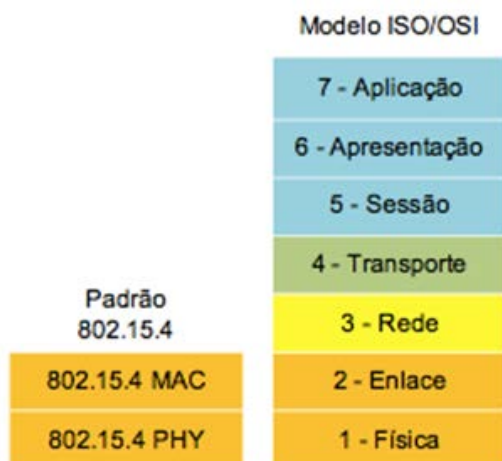 Modelo ISO/OSI
7 - Aplicação
6 - Apresentação
5 - Sessão
4 - Transporte
Padrão
802.15.4
3 - Rede
802.15.4 MAC
2 - Enlace
802.15.4 PHY
1 - Física